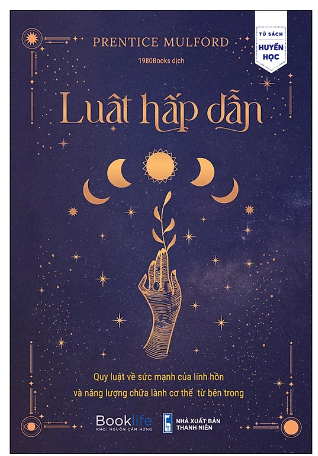 PRENTICE MULFORD
1980Books dịch
TỦ SÁCH
HUYỀN
HỌC
Luật hấp dẫn
Quy luật về sức mạnh của linh hồn
và năng lượng chữa lành cơ thể từ bên trong
Booklife
KHƠI NGUỒN CẢM HỨNG
NHÀ XUẤT BẢN
THANH NIÊN